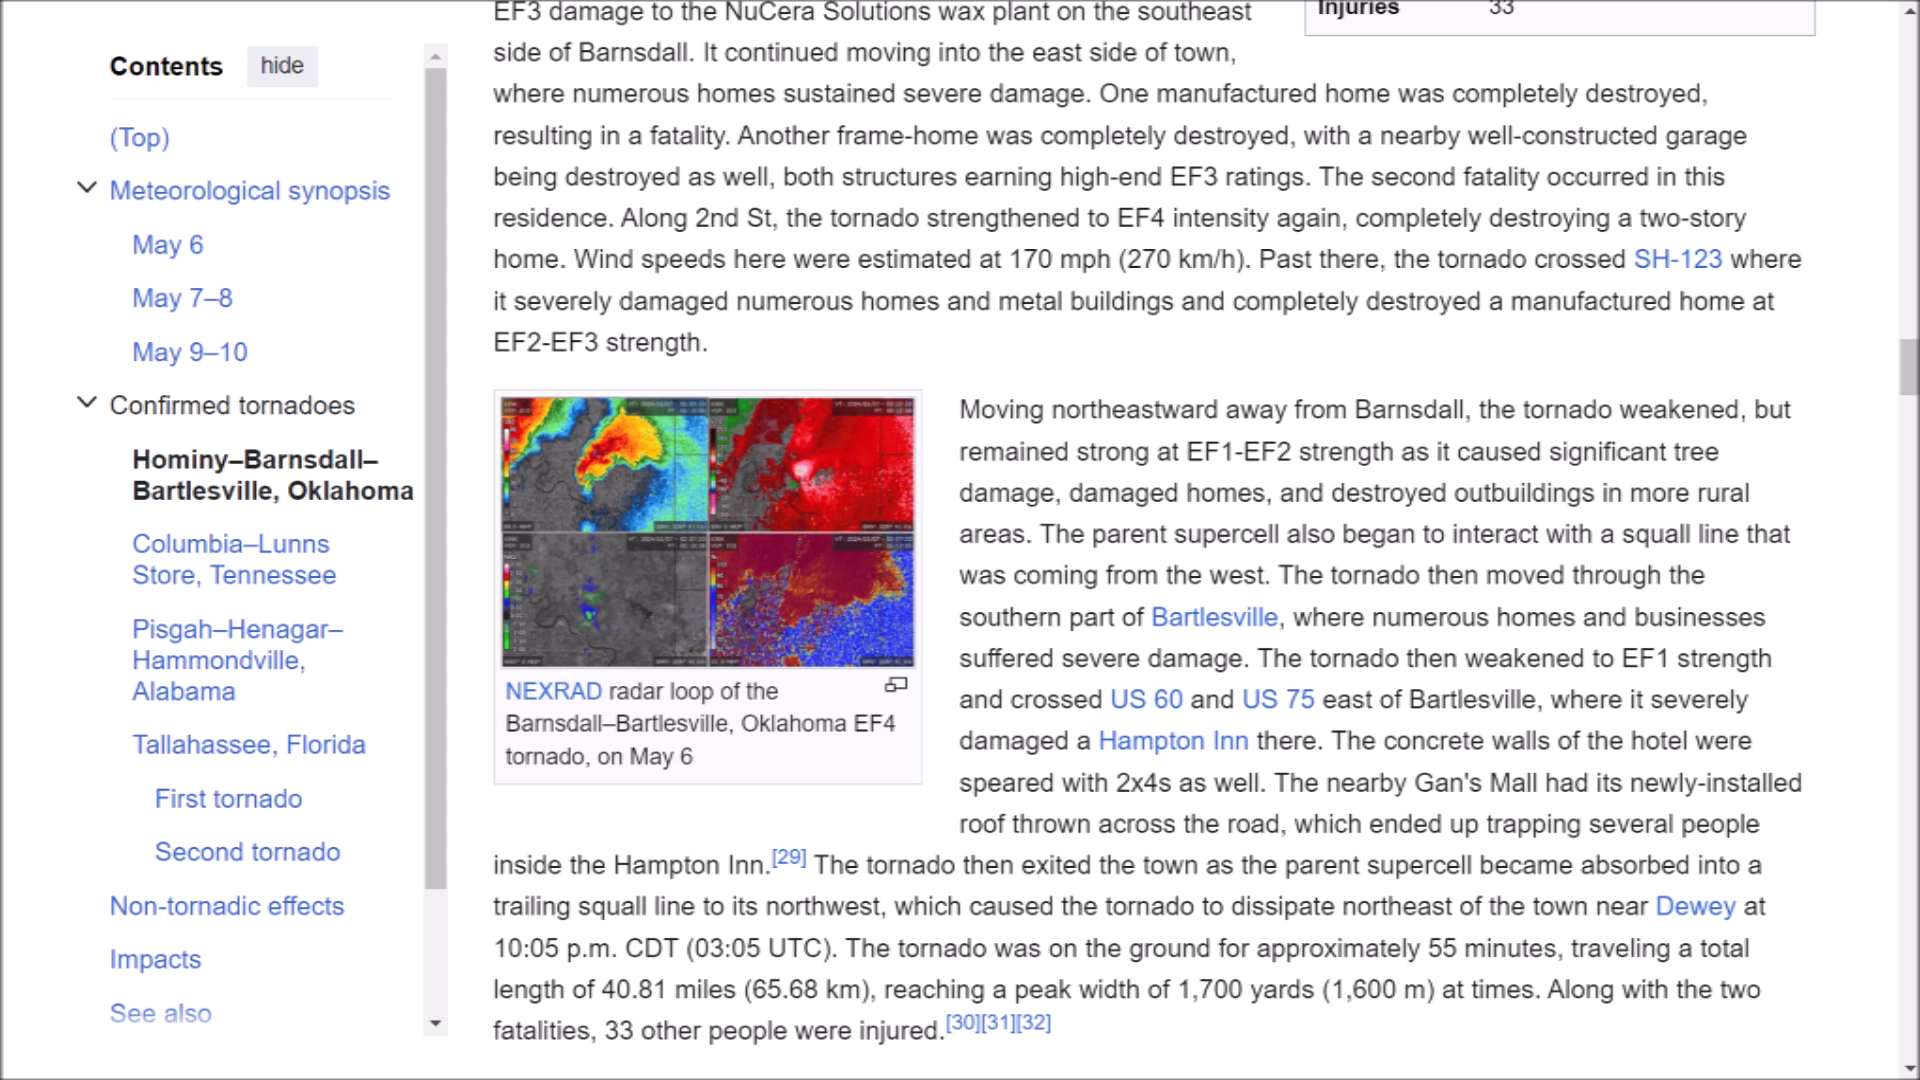 EF3 damage to the NuCera Solutions wax plant on the southeast
side of Barnsdall. It continued moving into the east side of town,
Injuries 33
where numerous homes sustained severe damage. One manufactured home was completely destroyed,
resulting in a fatality. Another frame-home was completely destroyed, with a nearby well-constructed garage
being destroyed as well, both structures earning high-end EF3 ratings. The second fatality occurred in this
residence. Along 2nd St, the tornado strengthened to EF4 intensity again, completely destroying a two-story
home. Wind speeds here were estimated at 170 mph (270 km/h). Past there, the tornado crossed SH-123 where
it severely damaged numerous homes and metal buildings and completely destroyed a manufactured home at
EF2-EF3 strength.
Contents hide
(Top)
Meteorological synopsis
May 6
May 7–8
May 9–10
Confirmed tornadoes
Hominy–Barnsdall–
Bartlesville, Oklahoma
Columbia–Lunns
Store, Tennessee
Pisgah–Henagar–
Hammondville,
Alabama
Tallahassee, Florida
First tornado
Second tornado
Non-tornadic effects
Impacts
See also
NEXRAD radar loop of the
Barnsdall–Bartlesville, Oklahoma EF4
tornado, on May 6
Moving northeastward away from Barnsdall, the tornado weakened, but
remained strong at EF1-EF2 strength as it caused significant tree
damage, damaged homes, and destroyed outbuildings in more rural
areas. The parent supercell also began to interact with a squall line that
was coming from the west. The tornado then moved through the
southern part of Bartlesville, where numerous homes and businesses
suffered severe damage. The tornado then weakened to EF1 strength
and crossed US 60 and US 75 east of Bartlesville, where it severely
damaged a Hampton Inn there. The concrete walls of the hotel were
speared with 2x4s as well. The nearby Gan's Mall had its newly-installed
roof thrown across the road, which ended up trapping several people
inside the Hampton Inn.[29] The tornado then exited the town as the parent supercell became absorbed into a
trailing squall line to its northwest, which caused the tornado to dissipate northeast of the town near Dewey at
10:05 p.m. CDT (03:05 UTC). The tornado was on the ground for approximately 55 minutes, traveling a total
length of 40.81 miles (65.68 km), reaching a peak width of 1,700 yards (1,600 m) at times. Along with the two
fatalities, 33 other people were injured.[30][31][32]